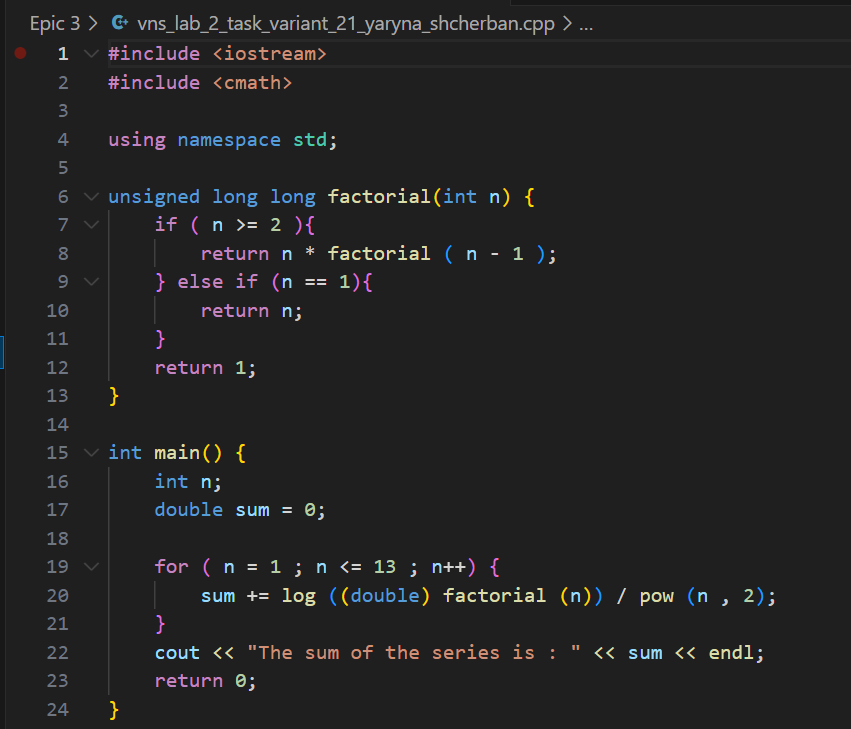 Epic 3 > vns_lab_2_task_variant_21_yaryna_shcherban.cpp > ...
1 #include <iostream>
2 #include <cmath>
3
4 using namespace std;
5
6 unsigned long long factorial(int n) {
7     if ( n >= 2 ){
8         return n * factorial ( n - 1 );
9     } else if (n == 1){
10         return n;
11     }
12     return 1;
13 }
14
15 int main() {
16     int n;
17     double sum = 0;
18
19     for ( n = 1 ; n <= 13 ; n++) {
20         sum += log ((double) factorial (n)) / pow (n , 2);
21     }
22     cout << "The sum of the series is : " << sum << endl;
23     return 0;
24 }